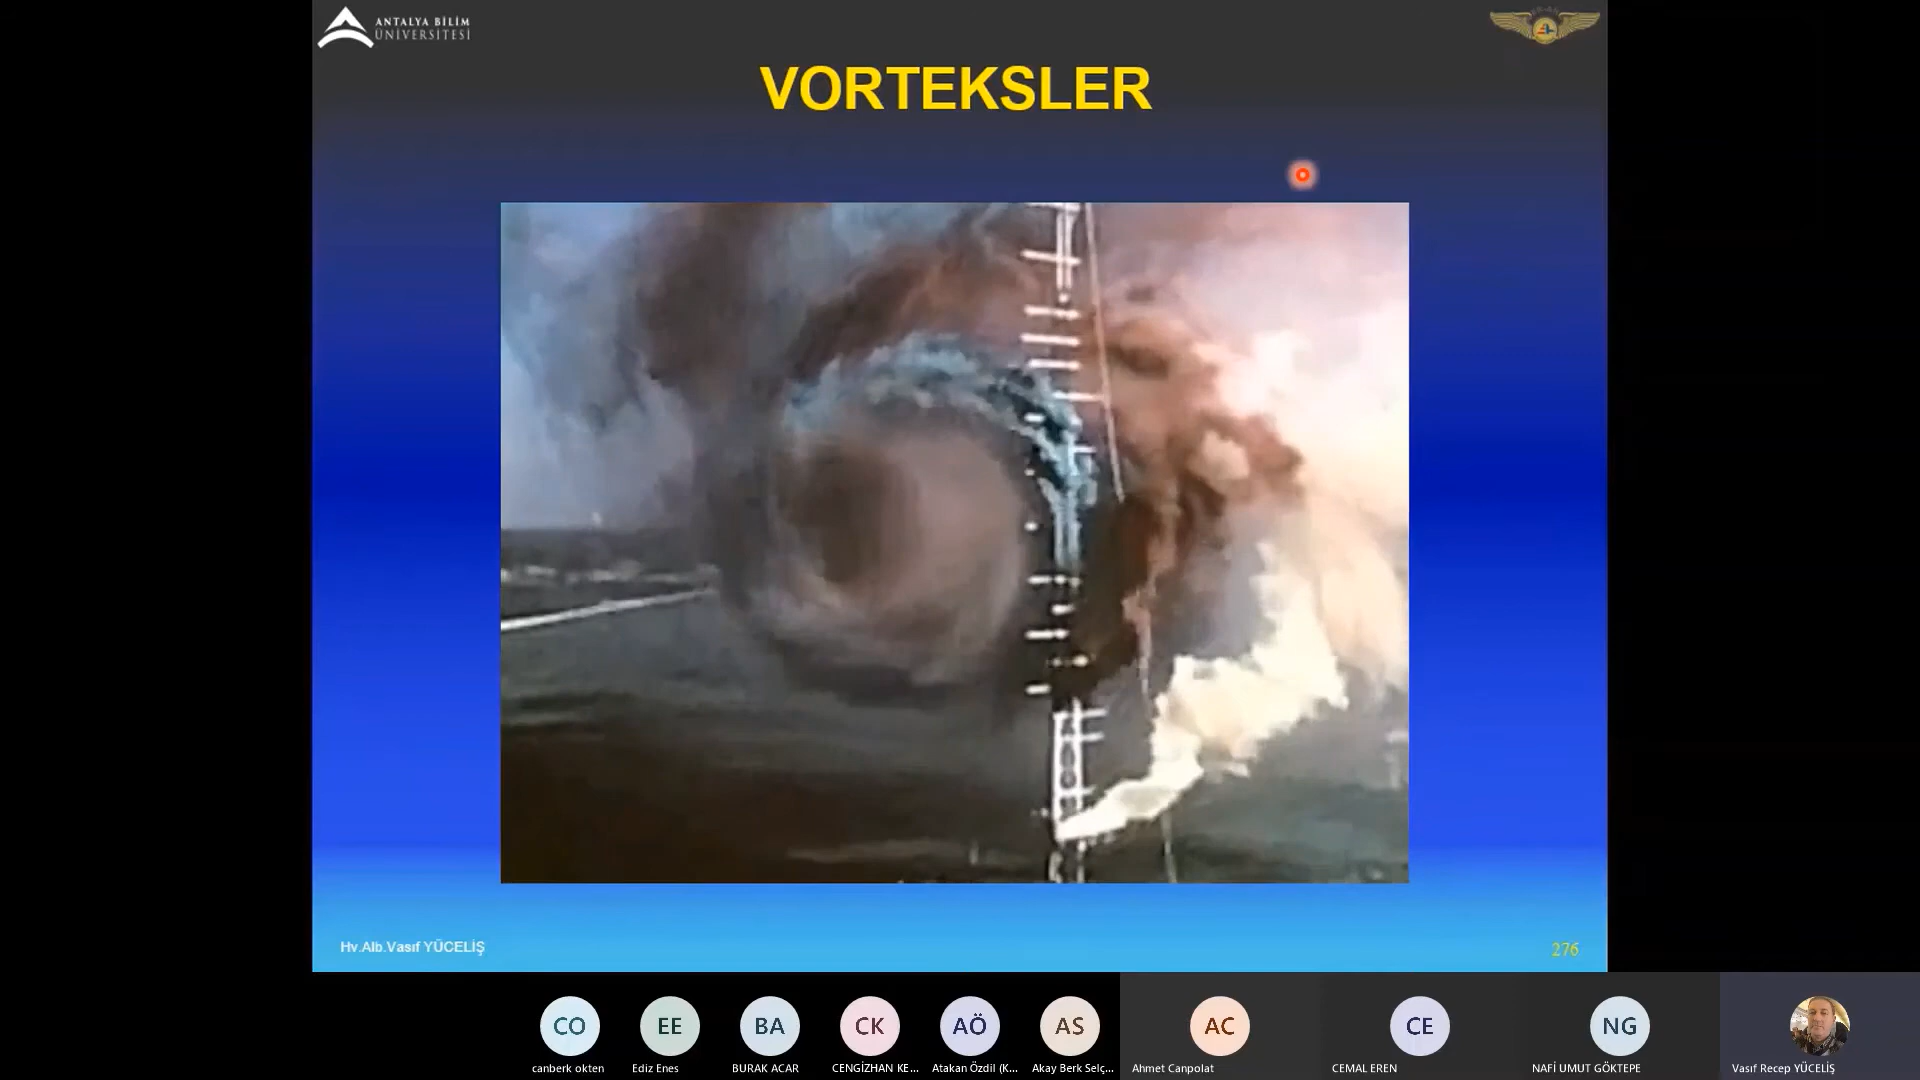 ANTALYA BİLİM
ÜNİVERSİTESİ
VORTEKSLER
Hv.Alb.Vasıf YÜCELİŞ
276
CO
EE
BA
CK
AÖ
AS
AC
CE
NG
canberk okten
Ediz Enes
BURAK ACAR
CENGİZHAN KE...
Atakan Özdil (K...
Akay Berk Selç...
Ahmet Canpolat
CEMAL EREN
NAFİ UMUT GÖKTEPE
Vasıf Recep YÜCELİŞ